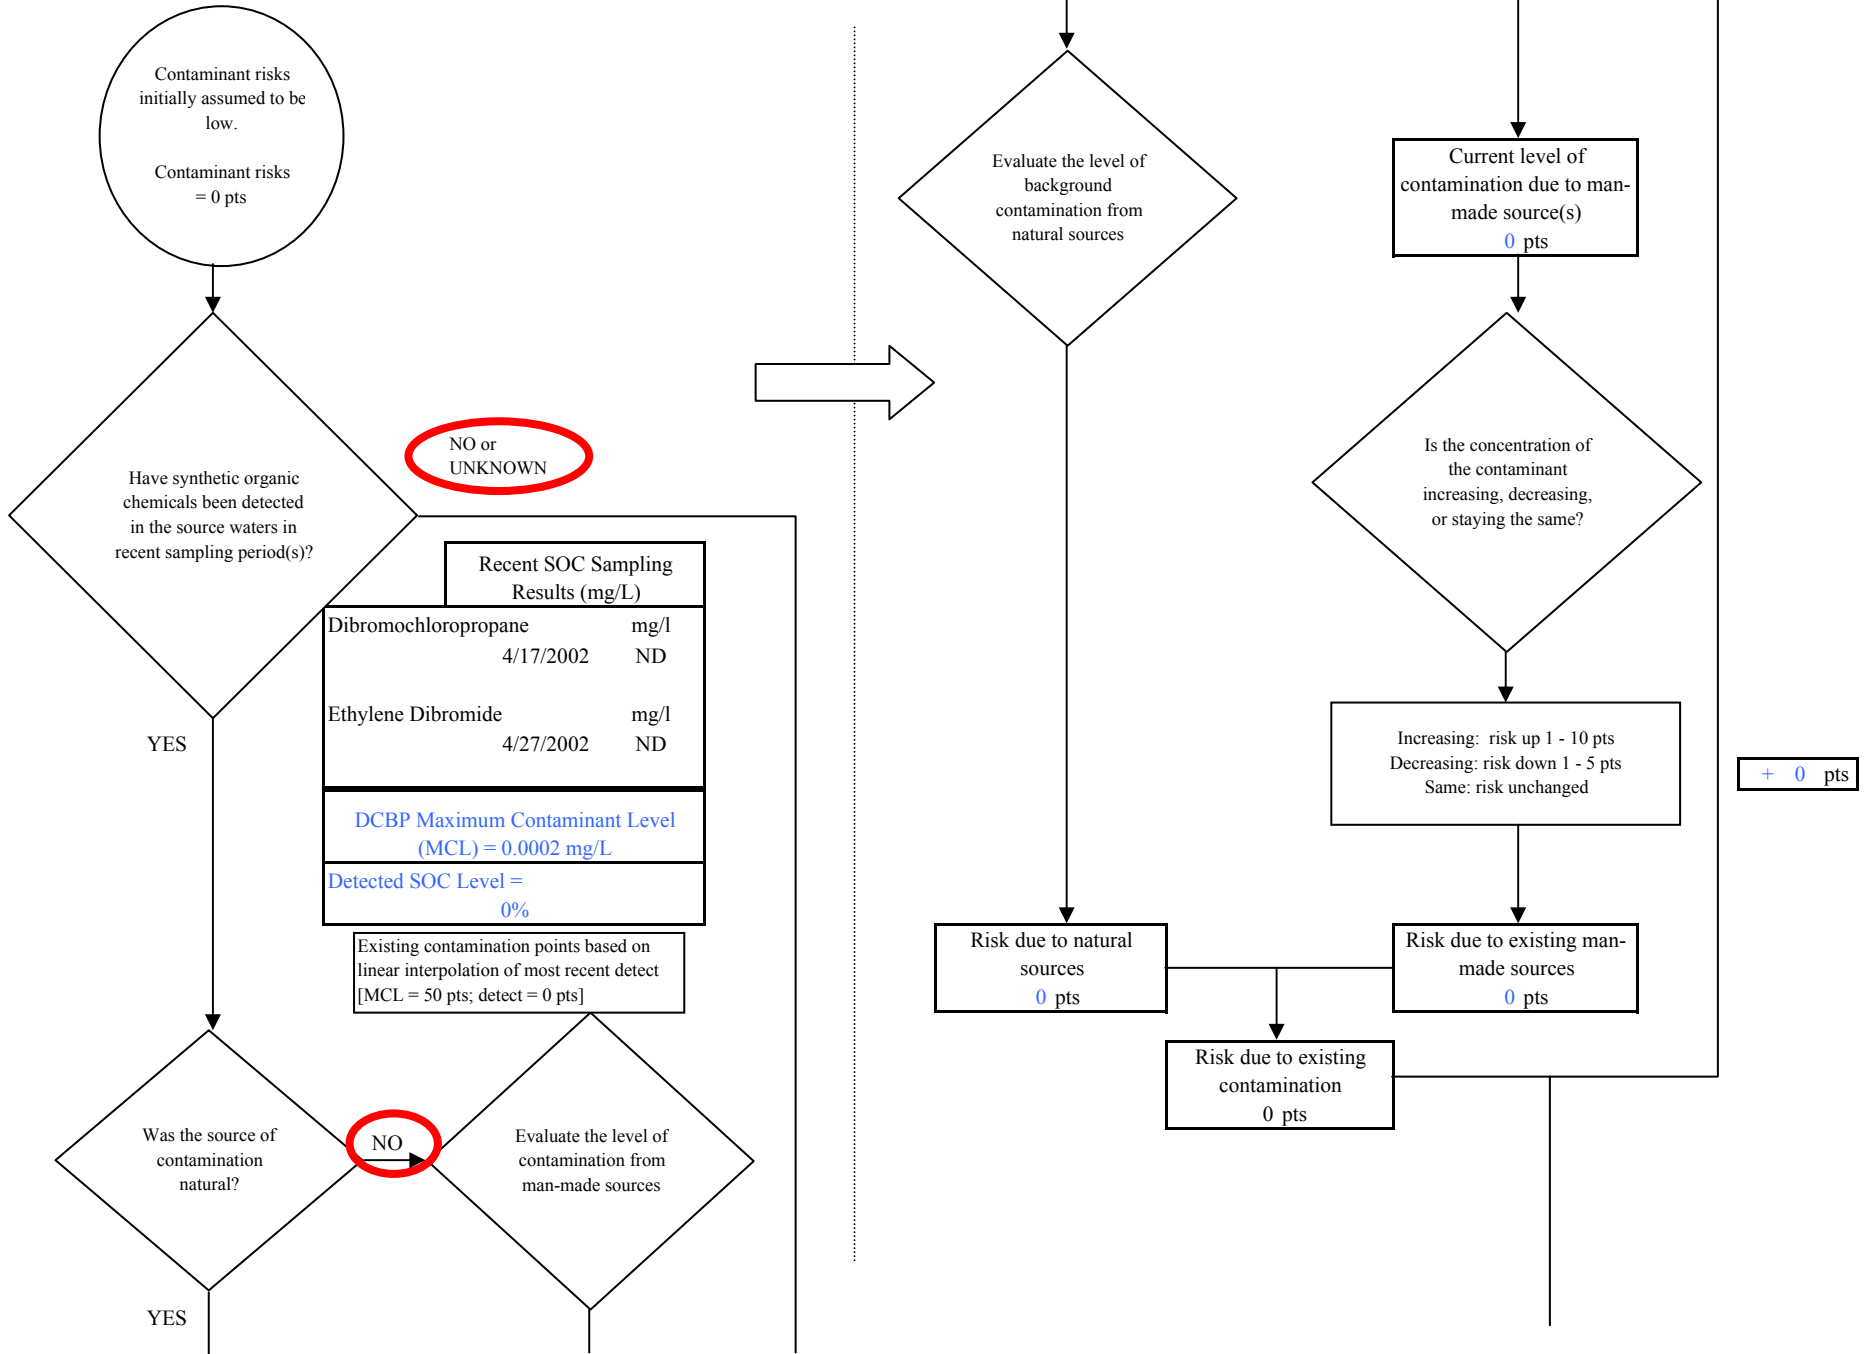 Contaminant risks
initially assumed to be
low.
Contaminant risks
= 0 pts
Have synthetic organic
chemicals been detected
in the source waters in
recent sampling period(s)?
NO or
UNKNOWN
YES
Recent SOC Sampling
Results (mg/L)
Dibromochloropropane mg/l
4/17/2002 ND
Ethylene Dibromide mg/l
4/27/2002 ND
DCBP Maximum Contaminant Level
(MCL) = 0.0002 mg/L
Detected SOC Level =
0%
Existing contamination points based on
linear interpolation of most recent detect
[MCL = 50 pts; detect = 0 pts]
Was the source of
contamination
natural?
NO
Evaluate the level of
contamination from
man-made sources
YES
Evaluate the level of
background
contamination from
natural sources
Current level of
contamination due to man-
made source(s)
0 pts
Is the concentration of
the contaminant
increasing, decreasing,
or staying the same?
Increasing: risk up 1 - 10 pts
Decreasing: risk down 1 - 5 pts
Same: risk unchanged
+ 0 pts
Risk due to natural
sources
0 pts
Risk due to existing man-
made sources
0 pts
Risk due to existing
contamination
0 pts